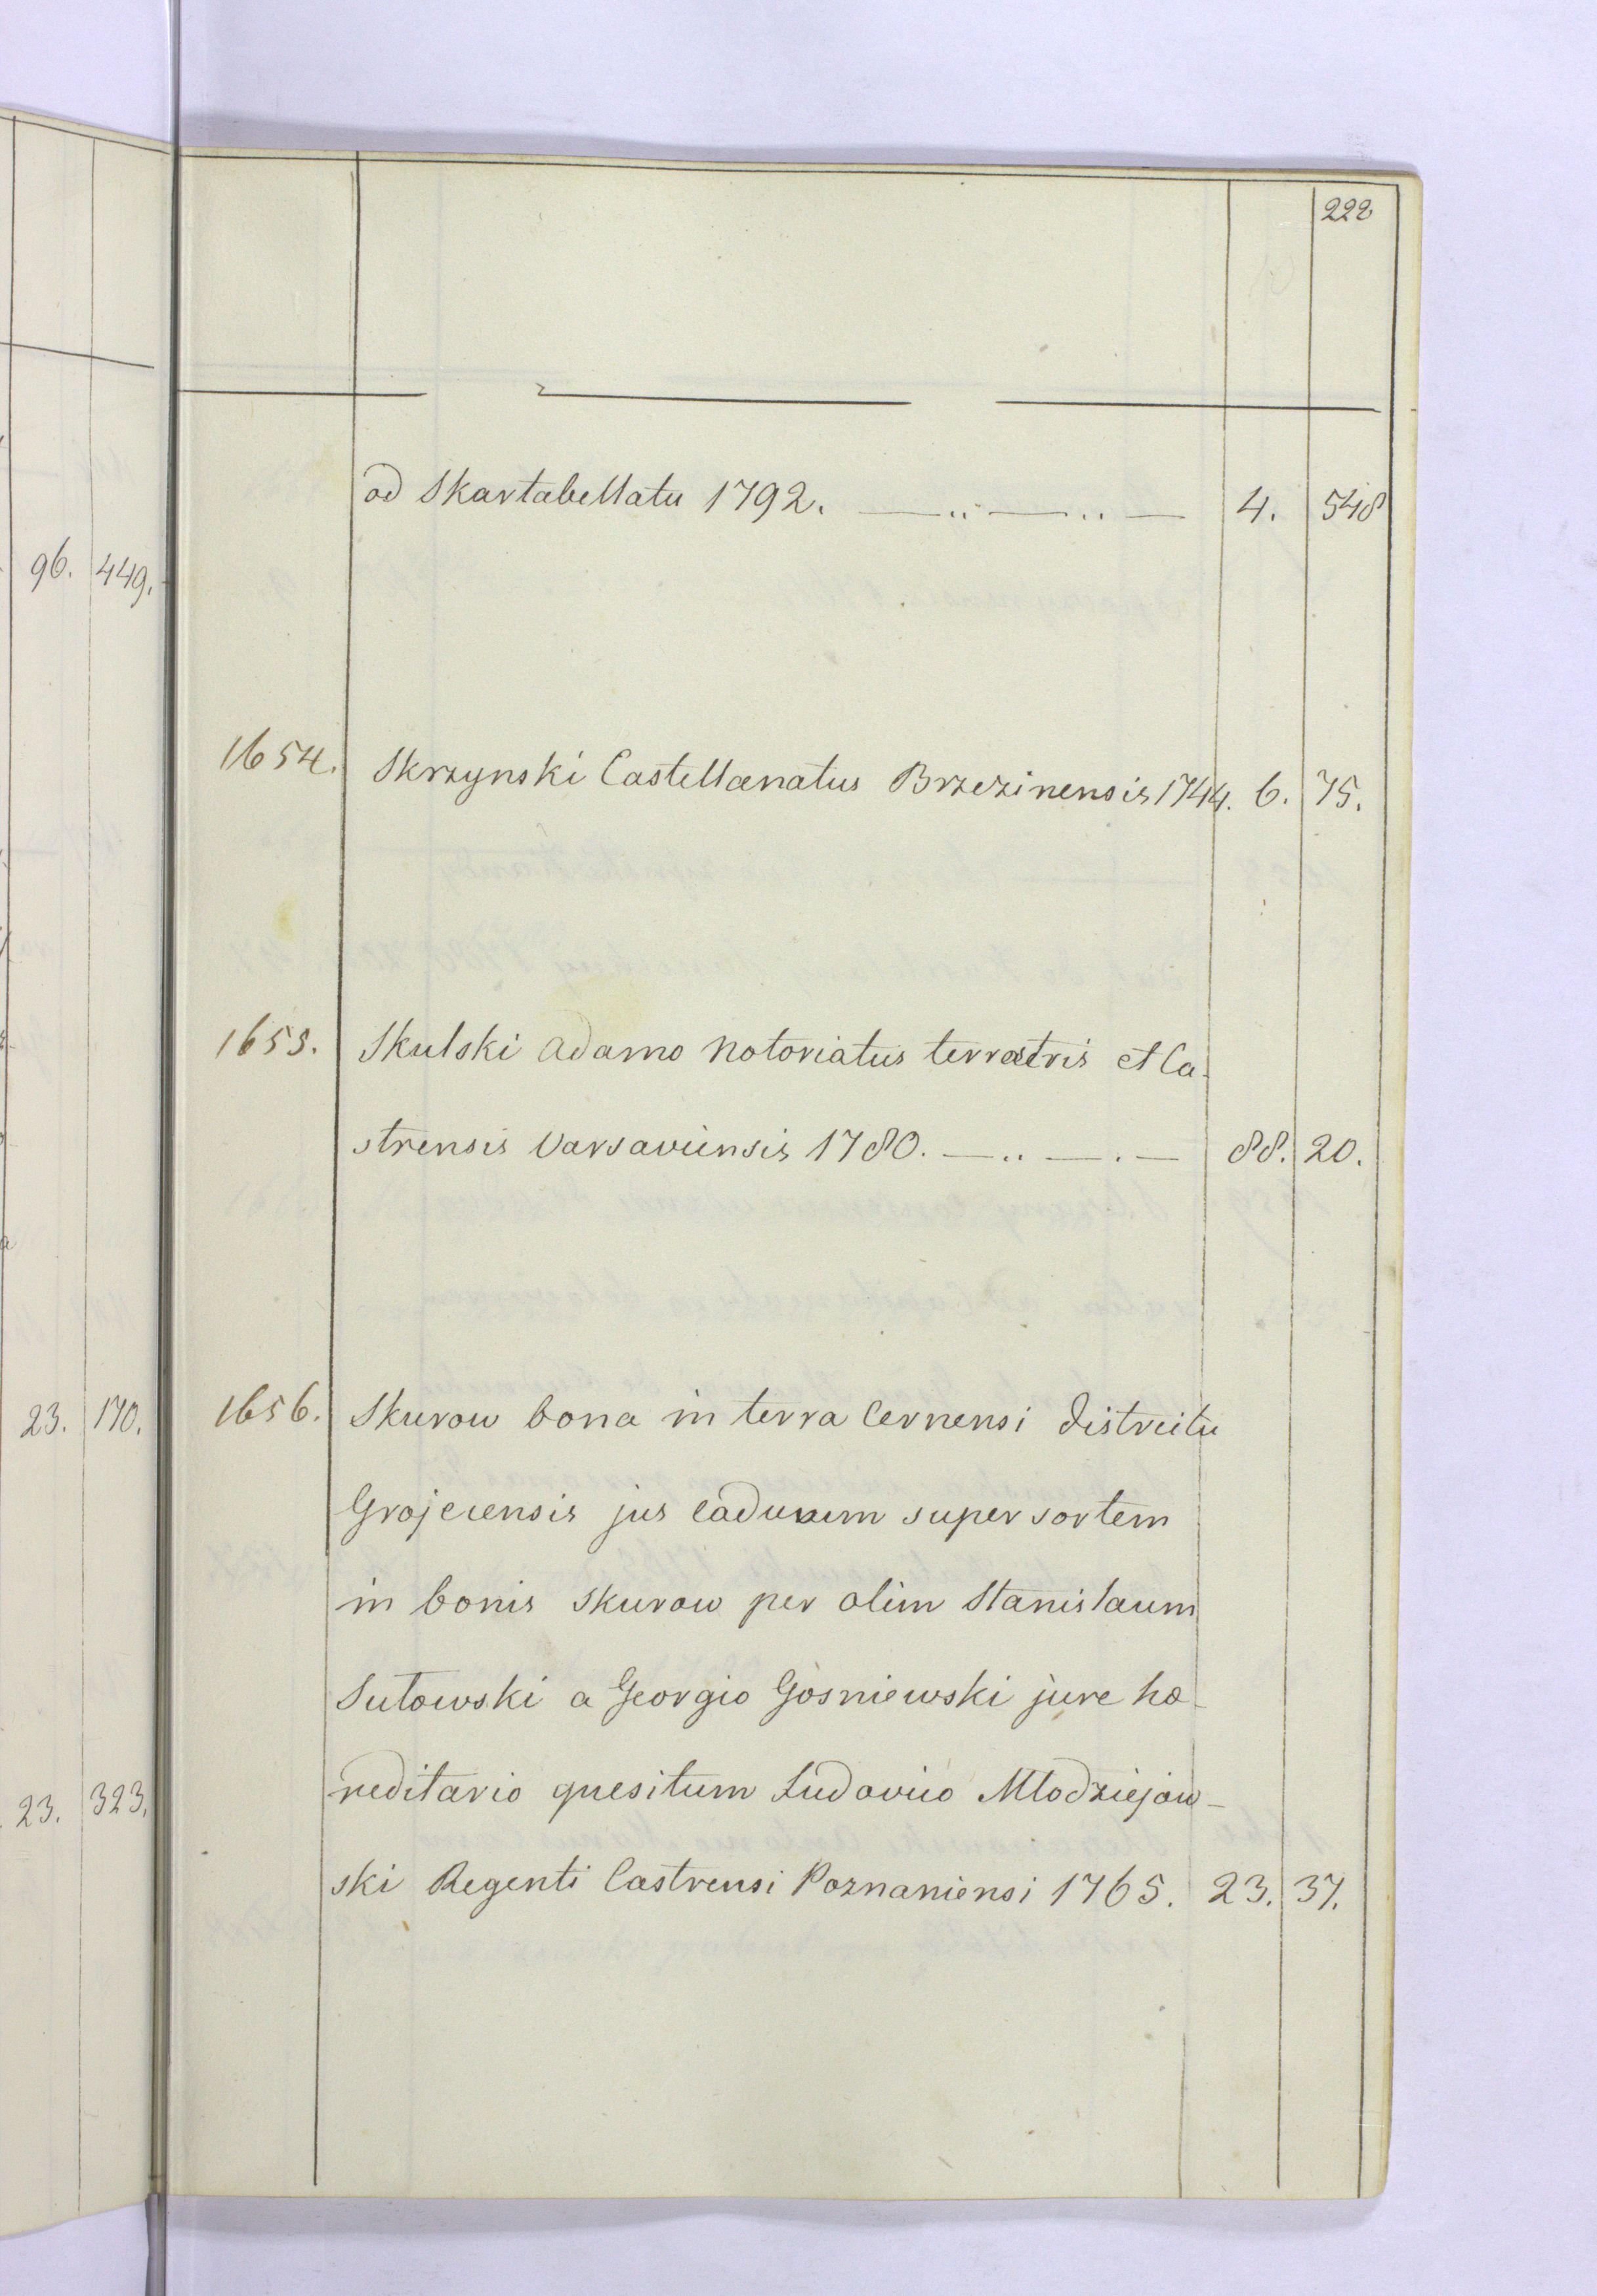 222
od Skartabellatu 1792. —..—..— 4. 548
96. 449.
1654. Skrzynski Castellanatus Brzezinensis 1744. 6. 75.
1655. Skulski Adamo Notoriatus terrestris et Ca-
strensis Varsaviensis 1780. —..—.— 88. 20.
1656. Skurow bona in terra Cernensi districtu
23. 170.
Grojecensis jus caducum super sortem
in bonis Skurow per olim Stanislaum
Sutowski a Georgio Gosniewski jure hæ-
reditario quesitum Ludovico Mlodziejow-
23. 323.
ski Regenti Castrensi Poznaniensi 1765. 23. 37.